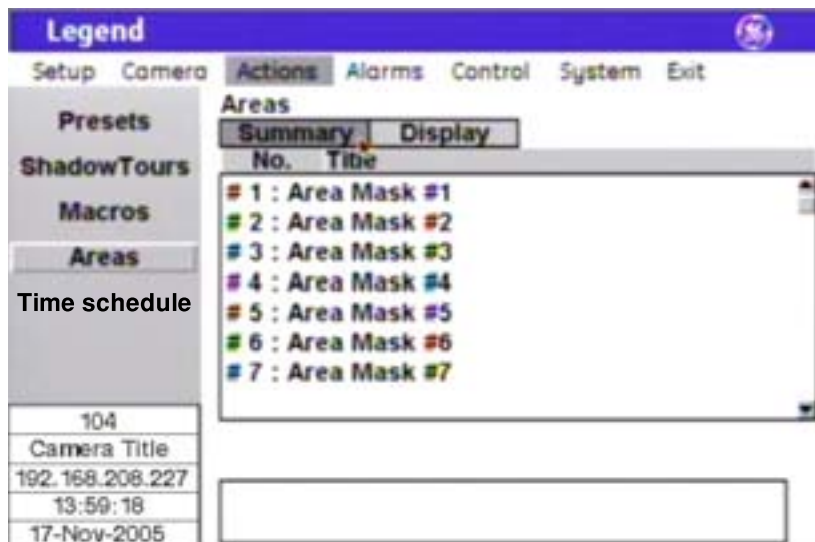 Legend
Setup Camera Actions Alarms Control System Exit
Presets
ShadowTours
Macros
Areas
Time schedule
Areas
Summary Display
No. Title
# 1 : Area Mask #1
# 2 : Area Mask #2
# 3 : Area Mask #3
# 4 : Area Mask #4
# 5 : Area Mask #5
# 6 : Area Mask #6
# 7 : Area Mask #7
104
Camera Title
192.168.208.227
13:59:18
17-Nov-2005